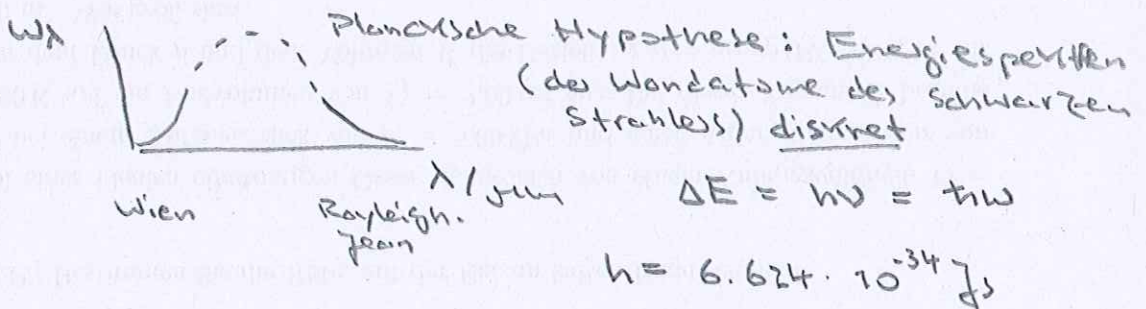 Wλ
Plancksche Hypothese: Energiespektren
(der Wandatome des schwarzen
Strahlers) diskret
λ/μm
Wien
Rayleigh.
Jean
ΔE = hν = ħω
h = 6.624 · 10^-34 Js